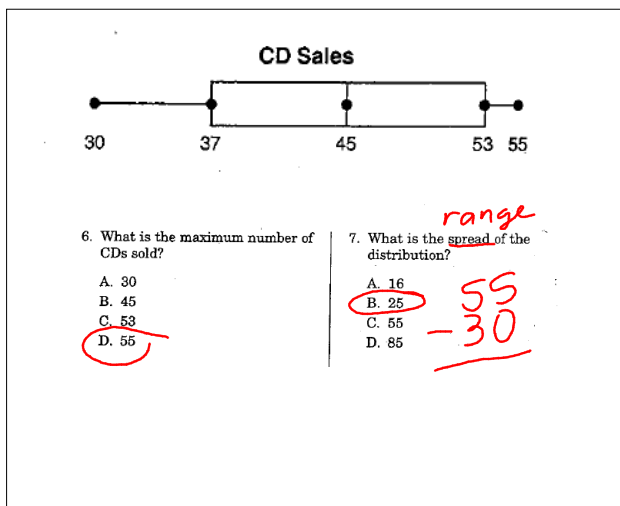 CD Sales
30 37 45 53 55
6. What is the maximum number of
CDs sold?
A. 30
B. 45
C. 53
D. 55
range
7. What is the spread of the
distribution?
A. 16
B. 25
C. 55
D. 85
55
- 30